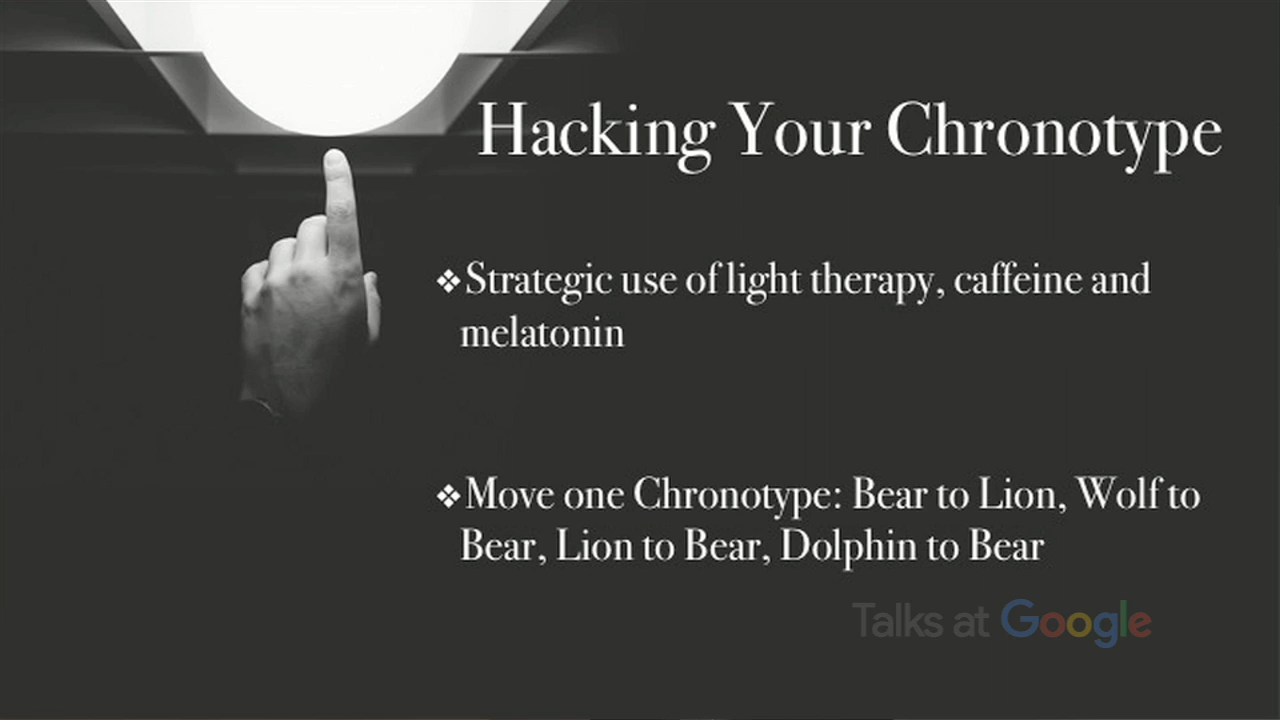 Hacking Your Chronotype
❖Strategic use of light therapy, caffeine and
melatonin
❖Move one Chronotype: Bear to Lion, Wolf to
Bear, Lion to Bear, Dolphin to Bear
Talks at Google